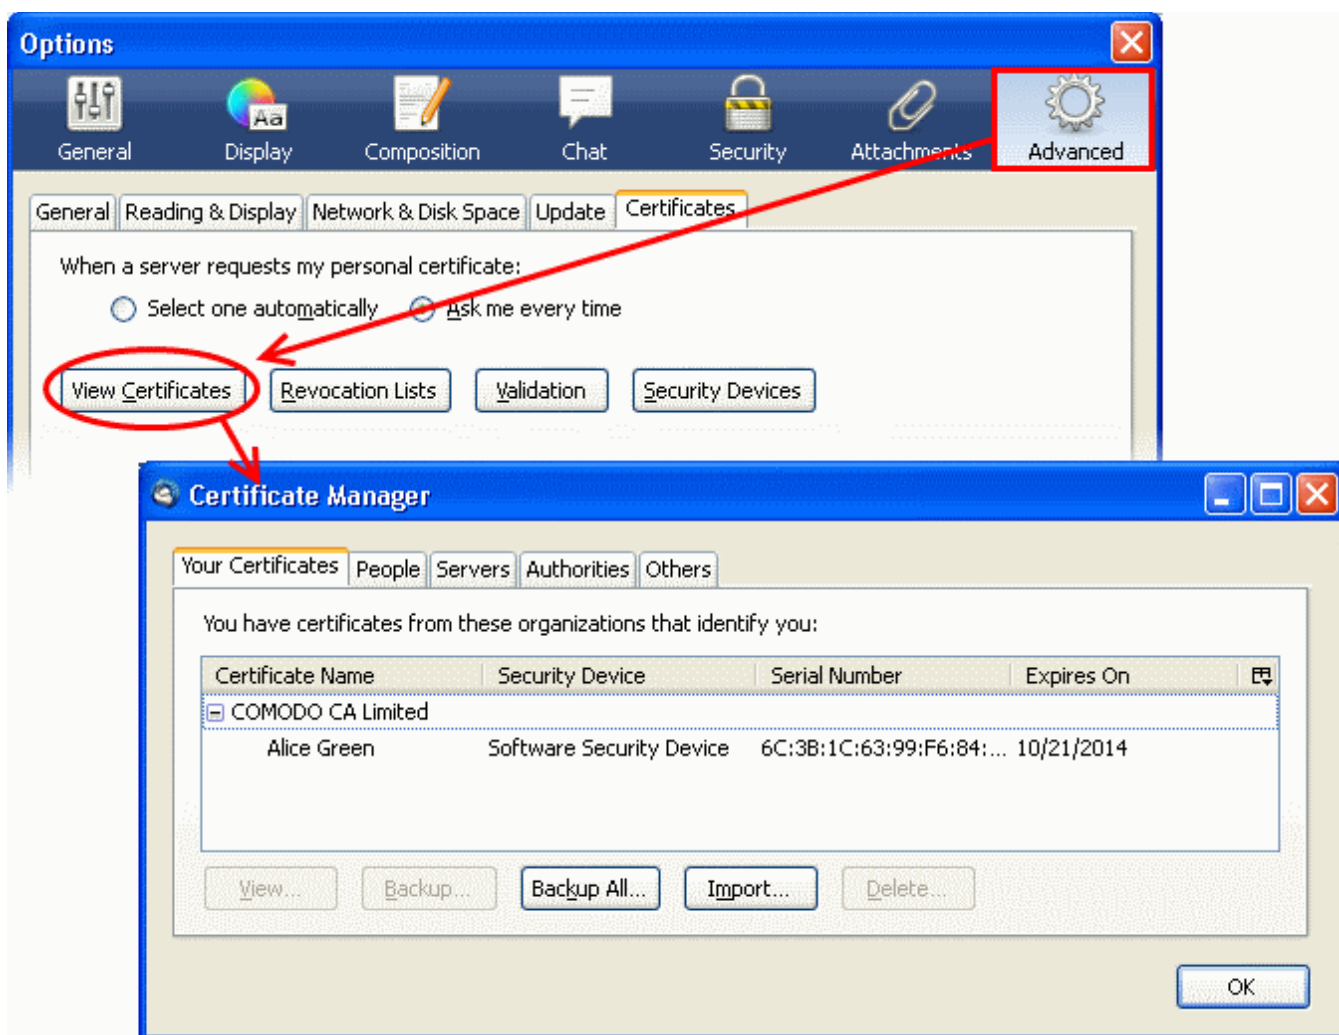 Options
General Display Composition Chat Security Attachments Advanced
General Reading & Display Network & Disk Space Update Certificates
When a server requests my personal certificate:
Select one automatically Ask me every time
View Certificates Revocation Lists Validation Security Devices
Certificate Manager
Your Certificates People Servers Authorities Others
You have certificates from these organizations that identify you:
Certificate Name Security Device Serial Number Expires On
COMODO CA Limited
Alice Green Software Security Device 6C:3B:1C:63:99:F6:84:... 10/21/2014
View... Backup... Backup All... Import... Delete...
OK
Aa